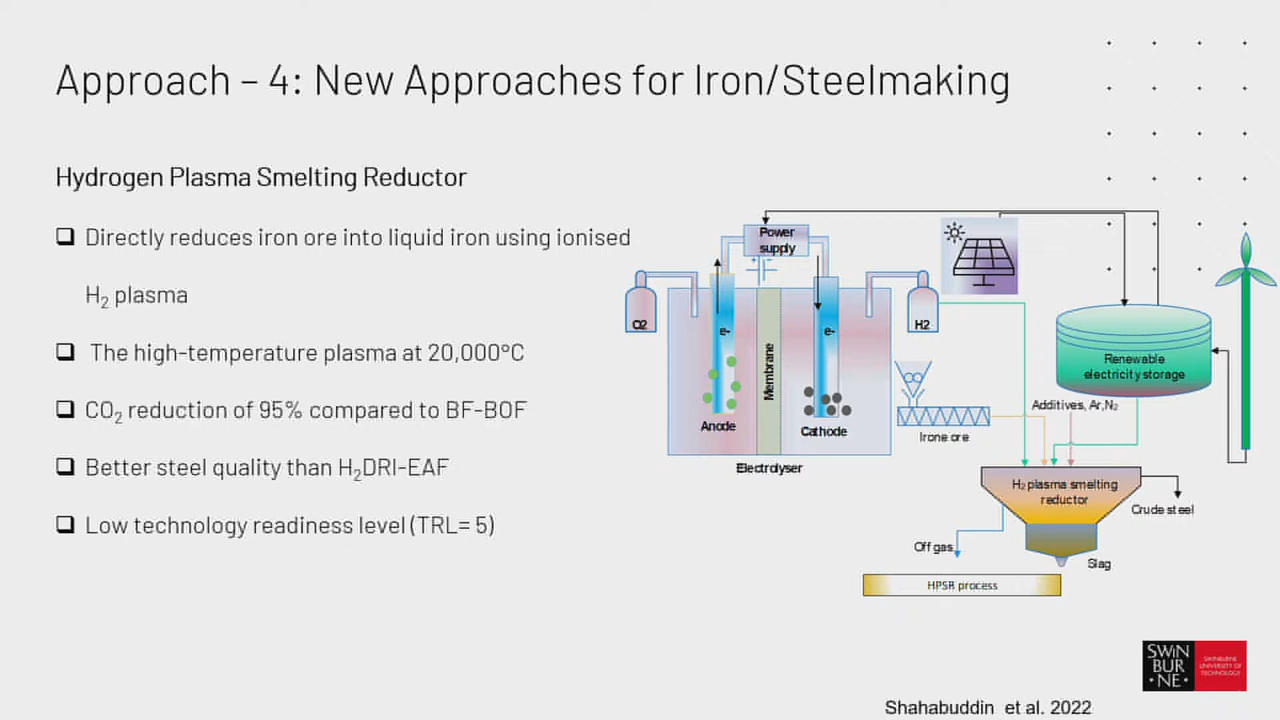 Approach – 4: New Approaches for Iron/Steelmaking
Hydrogen Plasma Smelting Reductor
❑ Directly reduces iron ore into liquid iron using ionised
H₂ plasma
❑ The high-temperature plasma at 20,000°C
❑ CO₂ reduction of 95% compared to BF-BOF
❑ Better steel quality than H₂DRI-EAF
❑ Low technology readiness level (TRL= 5)
Power
supply
O2
e-
Membrane
e-
H2
Anode
Cathode
Electrolyser
Irone ore
Renewable
electricity storage
Additives, Ar,N₂
H₂ plasma smelting
reductor
Crude steel
Off gas
Slag
HPSR process
SWIN
BUR
• NE •
SWINBURNE
UNIVERSITY OF
TECHNOLOGY
Shahabuddin et al. 2022